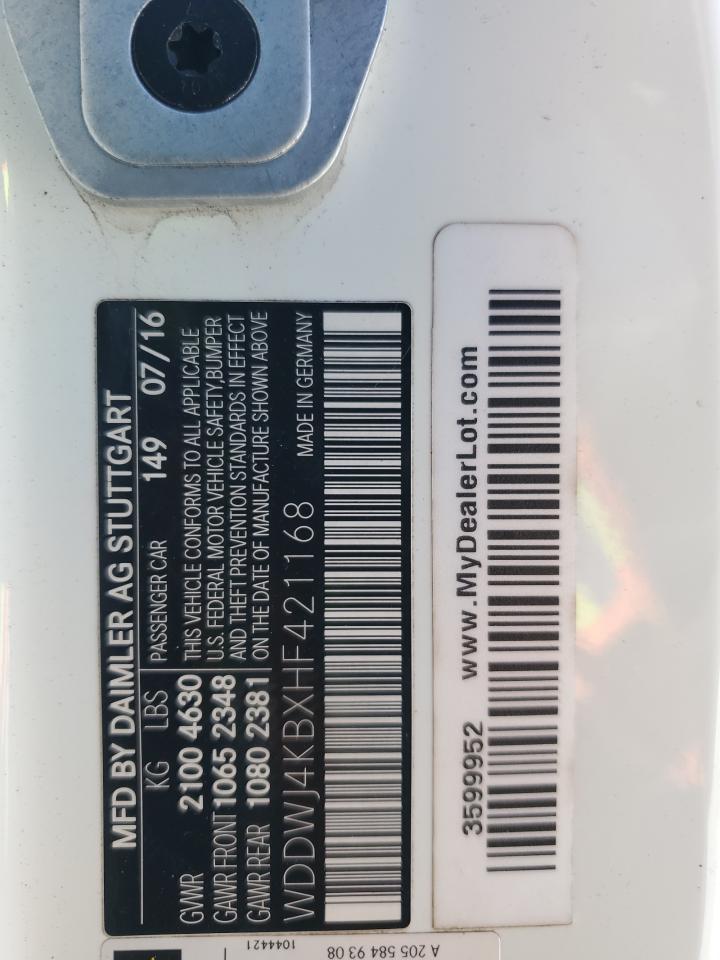 MFD BY DAIMLER AG STUTTGART
KG LBS PASSENGER CAR 149 07/16
GVWR 2100 4630 THIS VEHICLE CONFORMS TO ALL APPLICABLE
GAWR FRONT 1065 2348 U.S. FEDERAL MOTOR VEHICLE SAFETY,BUMPER
GAWR REAR 1080 2381 AND THEFT PREVENTION STANDARDS IN EFFECT
ON THE DATE OF MANUFACTURE SHOWN ABOVE
WDDWJ4KBXHF421168 MADE IN GERMANY
3599952 www.MyDealerLot.com
A 205 584 93 08
1044421